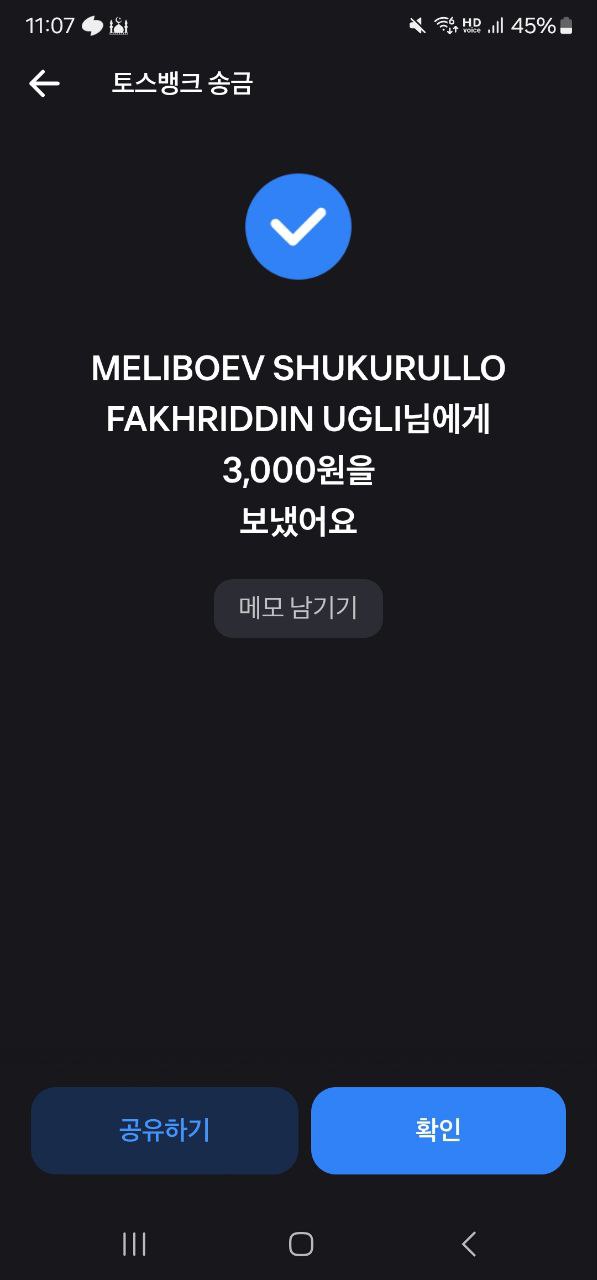 11:07
HD voice 45%
토스뱅크 송금
MELIBOEV SHUKURULLO
FAKHRIDDIN UGLI님에게
3,000원을
보냈어요
메모 남기기
공유하기
확인